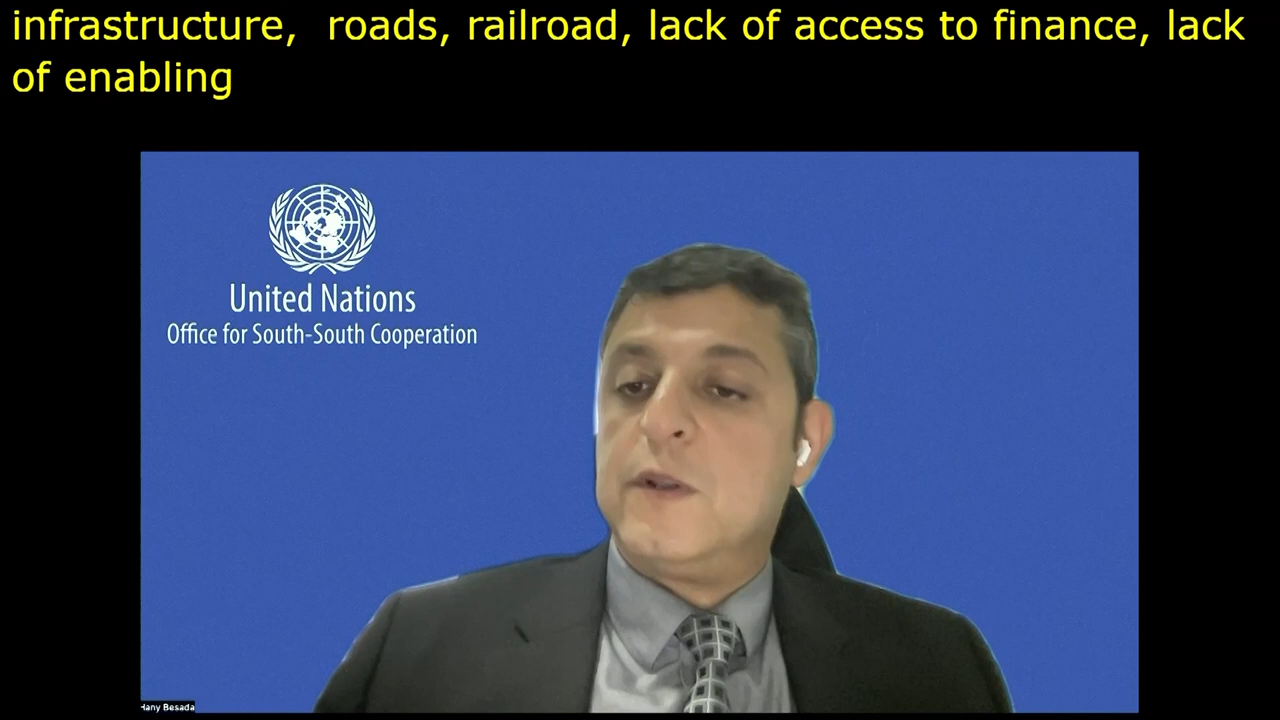 infrastructure,  roads, railroad, lack of access to finance, lack
of enabling
United Nations
Office for South-South Cooperation
Hany Besada